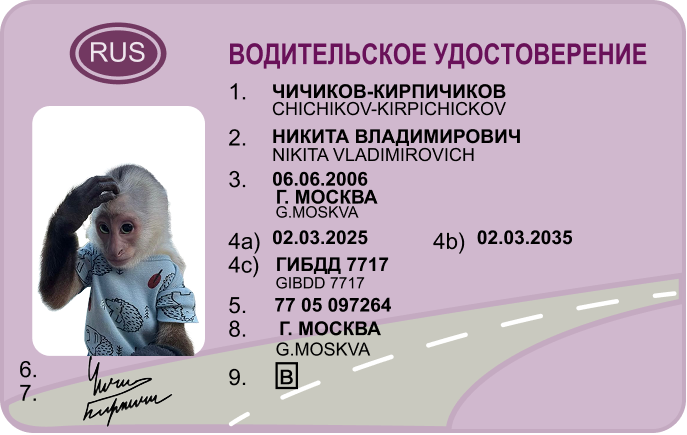 RUS
ВОДИТЕЛЬСКОЕ УДОСТОВЕРЕНИЕ
1. ЧИЧИКОВ-КИРПИЧИКОВ
CHICHIKOV-KIRPICHICKOV
2. НИКИТА ВЛАДИМИРОВИЧ
NIKITA VLADIMIROVICH
3. 06.06.2006
Г. МОСКВА
G.MOSKVA
4a) 02.03.2025 4b) 02.03.2035
4c) ГИБДД 7717
GIBDD 7717
5. 77 05 097264
8. Г. МОСКВА
G.MOSKVA
6.
7.
9. B